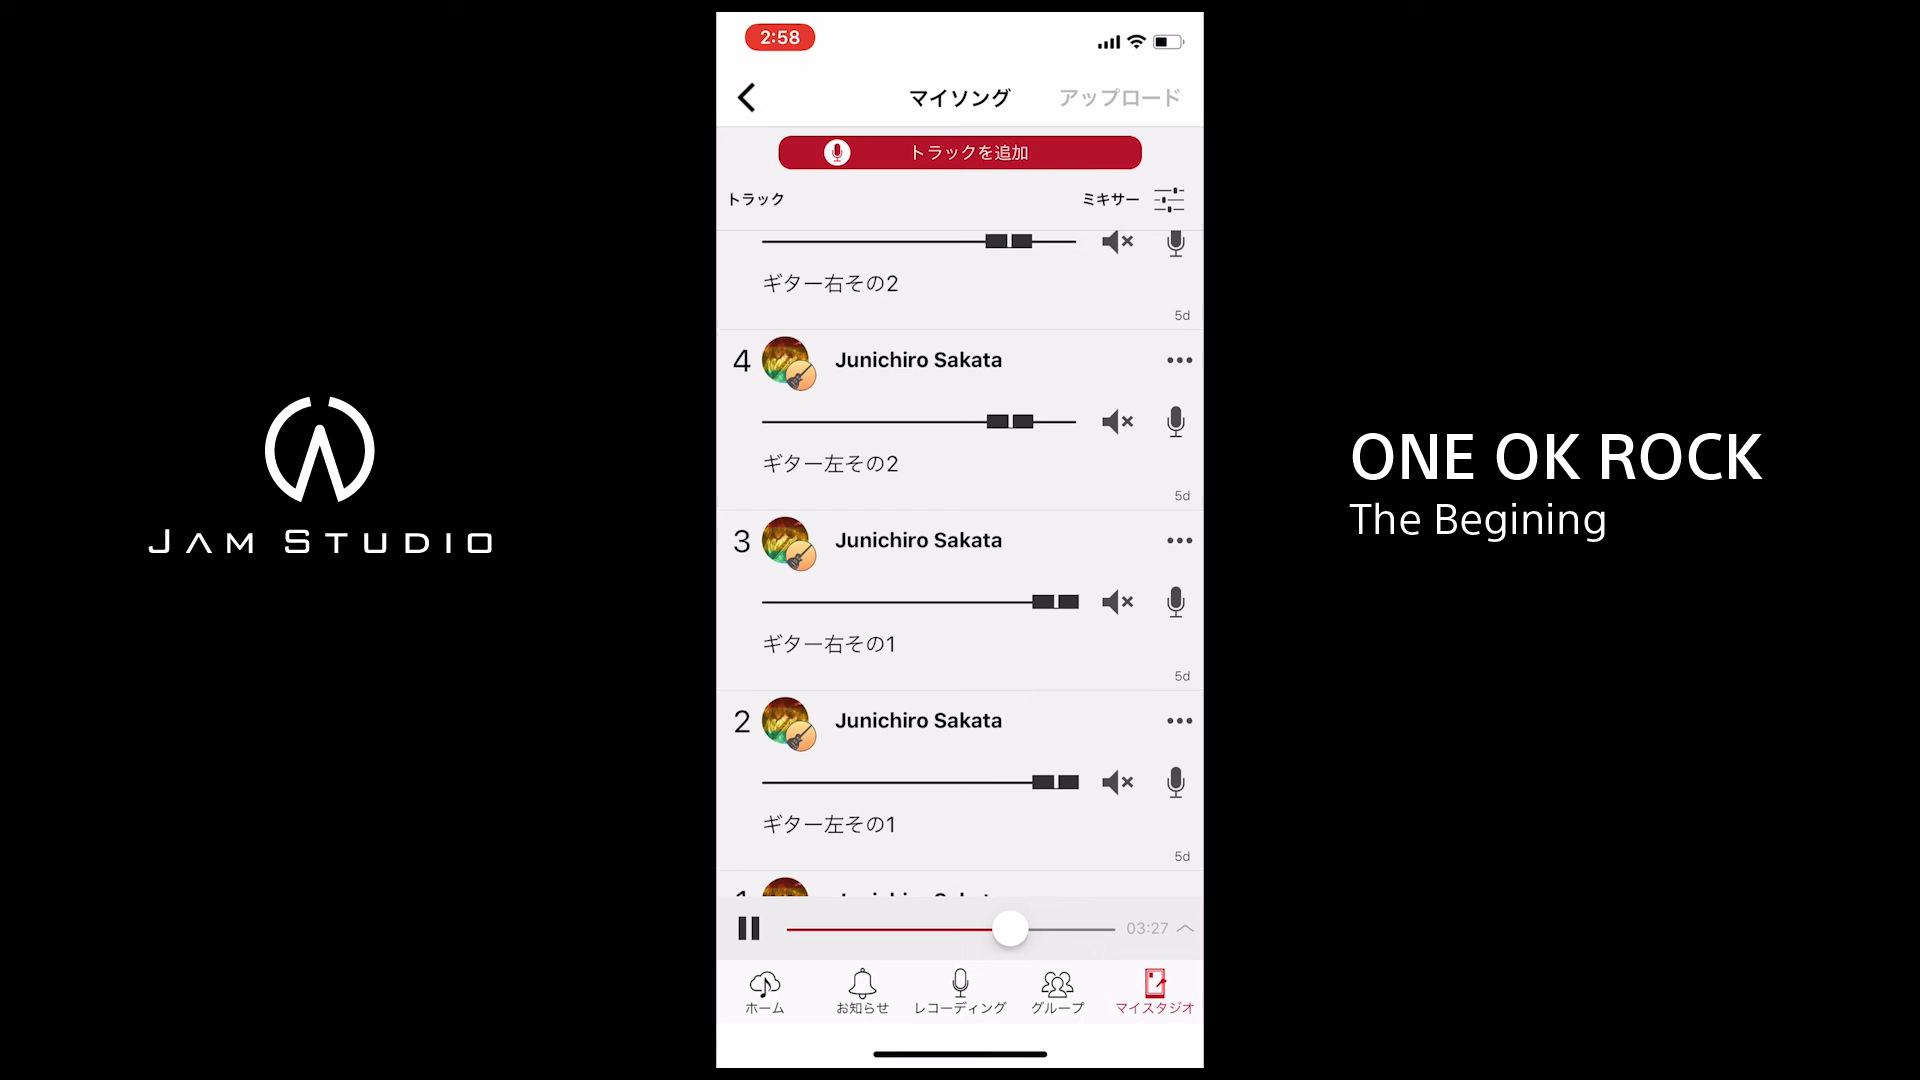 2:58
マイソング
アップロード
トラックを追加
トラック
ミキサー
ギター右その2
5d
4
Junichiro Sakata
ギター左その2
5d
3
Junichiro Sakata
ギター右その1
5d
2
Junichiro Sakata
ギター左その1
5d
03:27
ホーム
お知らせ
レコーディング
グループ
マイスタジオ
JAM STUDIO
ONE OK ROCK
The Begining